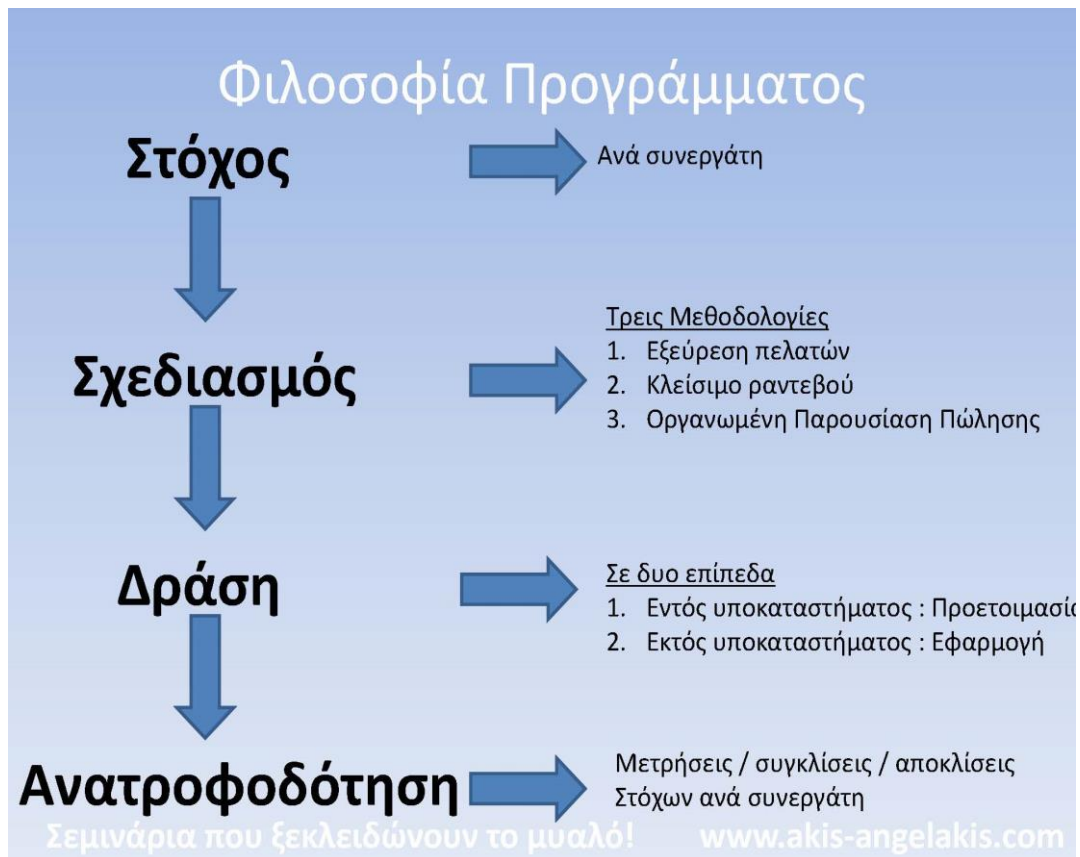 Φιλοσοφία Προγράμματος
Στόχος
Ανά συνεργάτη
Σχεδιασμός
Τρεις Μεθοδολογίες
1. Εξεύρεση πελατών
2. Κλείσιμο ραντεβού
3. Οργανωμένη Παρουσίαση Πώλησης
Δράση
Σε δυο επίπεδα
1. Εντός υποκαταστήματος : Προετοιμασία
2. Εκτός υποκαταστήματος : Εφαρμογή
Ανατροφοδότηση
Μετρήσεις / συγκλίσεις / αποκλίσεις
Στόχων ανά συνεργάτη
Σεμινάρια που ξεκλειδώνουν το μυαλό! www.akis-angelakis.com